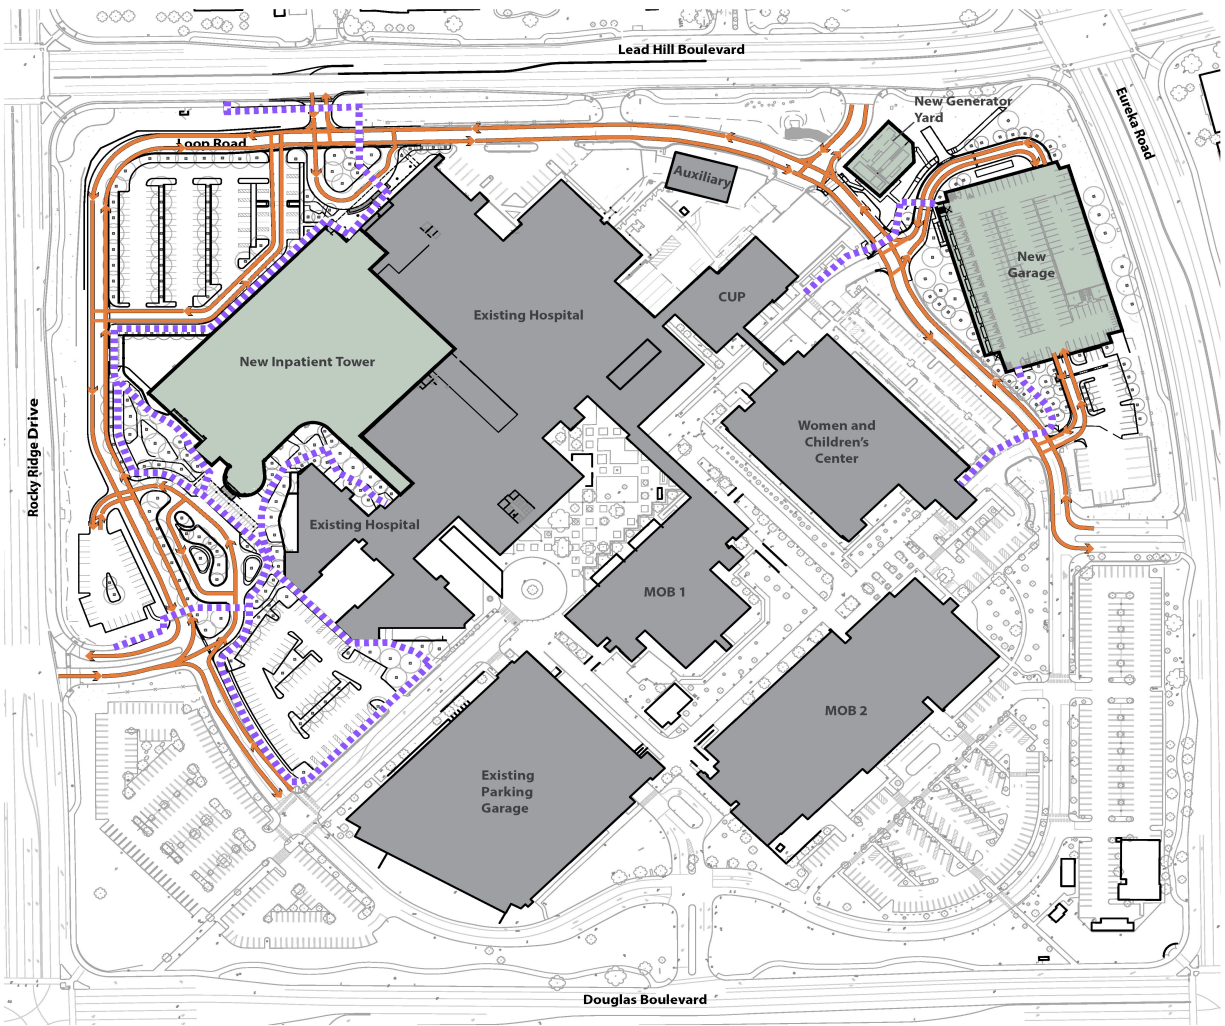 Lead Hill Boulevard
New Generator
Yard
Eureka Road
Loop Road
Auxiliary
New
Garage
CUP
Existing Hospital
New Inpatient Tower
Rocky Ridge Drive
Women and
Children's
Center
Existing Hospital
MOB 1
MOB 2
Existing
Parking
Garage
Douglas Boulevard